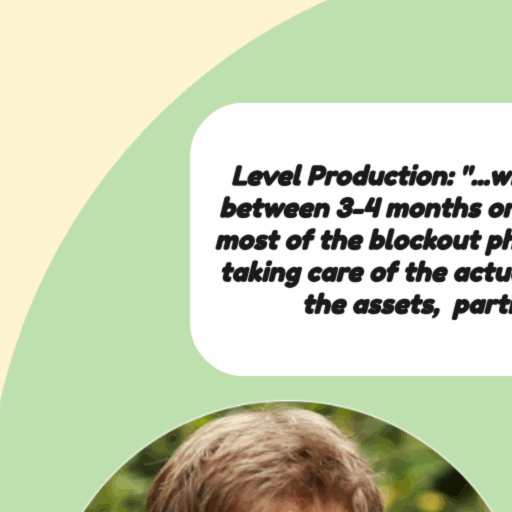 Level Production: "...w
between 3-4 months or
most of the blockout ph
taking care of the actu
the assets,  parti